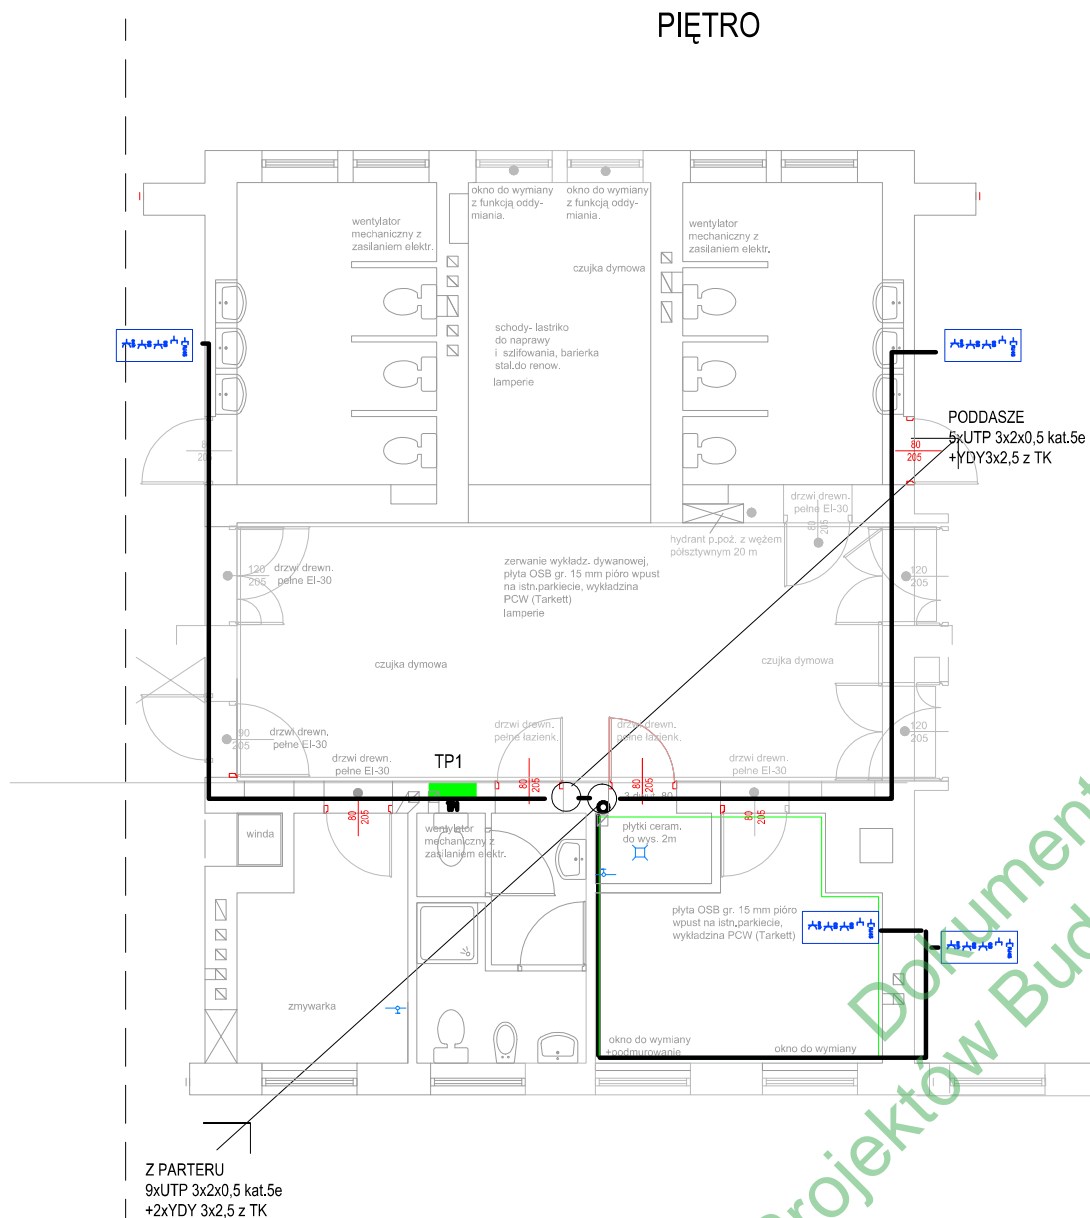 PIĘTRO
okno do wymiany
z funkcją oddy-
miania.
okno do wymiany
z funkcją oddy-
miania.
wentylator
mechaniczny z
zasilaniem elektr.
wentylator
mechaniczny z
zasilaniem elektr.
czujka dymowa
schody- lastriko
do naprawy
i szlifowania, barierka
stal.do renow.
lamperie
PODDASZE
5xUTP 3x2x0,5 kat.5e
+YDY3x2,5 z TK
80
205
drzwi drewn.
pełne EI-30
80
205
hydrant p.poż. z wężem
półsztywnym 20 m
zerwanie wykładz. dywanowej,
płyta OSB gr. 15 mm pióro wpust
na istn.parkiecie, wykładzina
PCW (Tarkett)
lamperie
120
205
drzwi drewn.
pełne EI-30
120
205
czujka dymowa
czujka dymowa
90
205
drzwi drewn.
pełne EI-30
drzwi drewn.
pełne łazienk.
drzwi drewn.
pełne łazienk.
120
205
drzwi drewn.
pełne EI-30
TP1
drzwi drewn.
pełne EI-30
80
205
80
205
80
205
80
205
winda
wentylator
mechaniczny z
zasilaniem elektr.
płytki ceram.
do wys. 2m
płyta OSB gr. 15 mm pióro
wpust na istn.parkiecie,
wykładzina PCW (Tarkett)
zmywarka
okno do wymiany
+podmurowanie
okno do wymiany
Z PARTERU
9xUTP 3x2x0,5 kat.5e
+2xYDY 3x2,5 z TK
Dokument
Projektów Bud